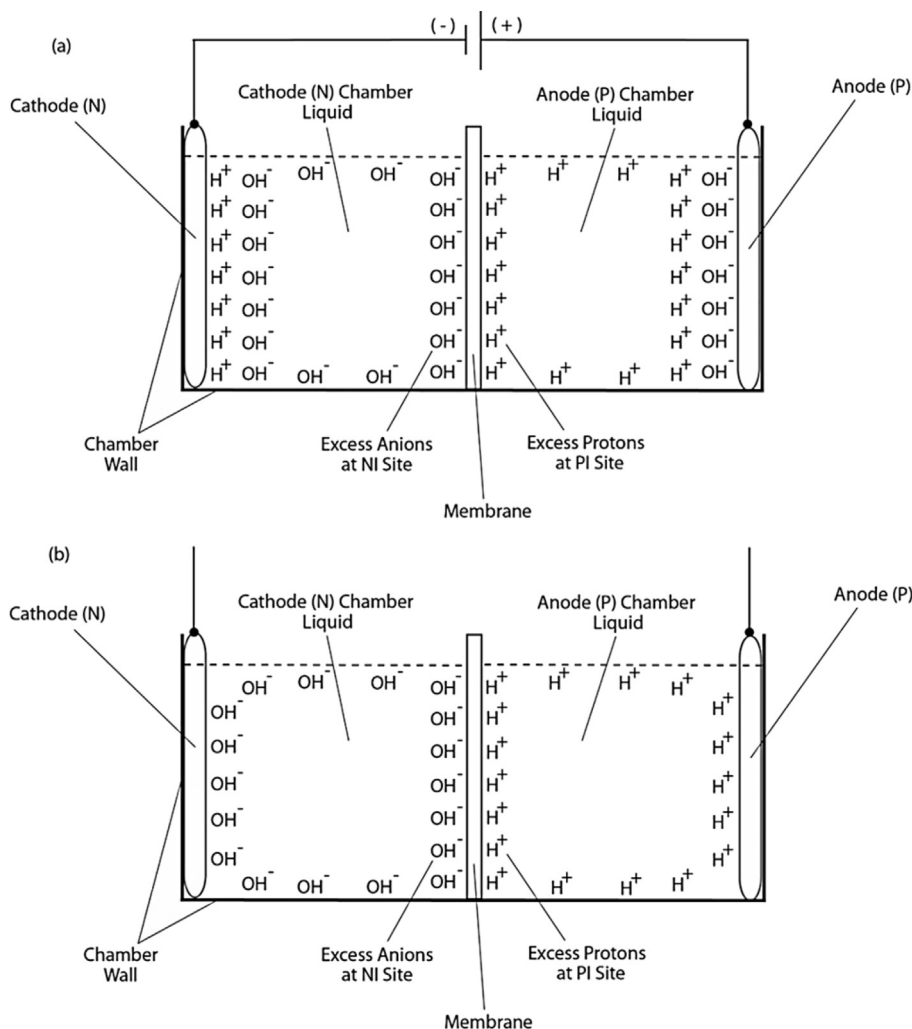 (a)
(-) (+)
Cathode (N)
Cathode (N) Chamber
Liquid
Anode (P) Chamber
Liquid
Anode (P)
H⁺ OH⁻ OH⁻ OH⁻ OH⁻ H⁺ H⁺ H⁺ H⁺ OH⁻
H⁺ OH⁻ OH⁻ H⁺ H⁺ OH⁻
H⁺ OH⁻ OH⁻ H⁺ H⁺ OH⁻
H⁺ OH⁻ OH⁻ H⁺ H⁺ OH⁻
H⁺ OH⁻ OH⁻ H⁺ H⁺ OH⁻
H⁺ OH⁻ OH⁻ H⁺ H⁺ OH⁻
H⁺ OH⁻ OH⁻ OH⁻ OH⁻ H⁺ H⁺ H⁺ H⁺ OH⁻
Chamber
Wall
Excess Anions
at NI Site
Excess Protons
at PI Site
Membrane
(b)
Cathode (N)
Cathode (N) Chamber
Liquid
Anode (P) Chamber
Liquid
Anode (P)
OH⁻ OH⁻ OH⁻ OH⁻ H⁺ H⁺ H⁺ H⁺
OH⁻ OH⁻ H⁺ H⁺
OH⁻ OH⁻ H⁺ H⁺
OH⁻ OH⁻ H⁺ H⁺
OH⁻ OH⁻ H⁺ H⁺
OH⁻ OH⁻ H⁺ H⁺
OH⁻ OH⁻ OH⁻ OH⁻ H⁺ H⁺ H⁺ H⁺
Chamber
Wall
Excess Anions
at NI Site
Excess Protons
at PI Site
Membrane